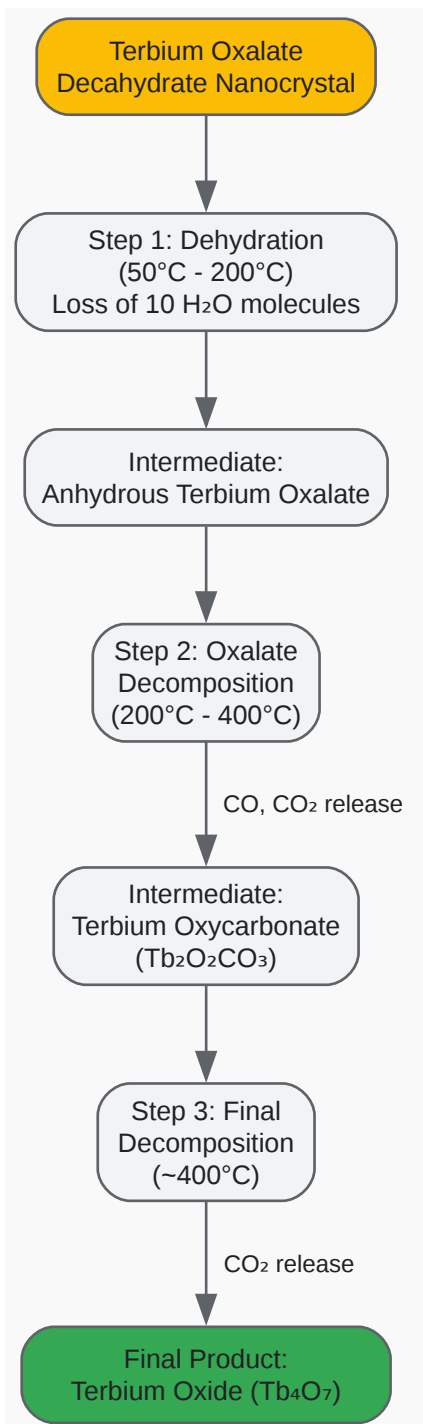 Terbium Oxalate
Decahydrate Nanocrystal
Step 1: Dehydration
(50°C - 200°C)
Loss of 10 H₂O molecules
Intermediate:
Anhydrous Terbium Oxalate
Step 2: Oxalate
Decomposition
(200°C - 400°C)
CO, CO₂ release
Intermediate:
Terbium Oxycarbonate
(Tb₂O₂CO₃)
Step 3: Final
Decomposition
(~400°C)
CO₂ release
Final Product:
Terbium Oxide (Tb₄O₇)